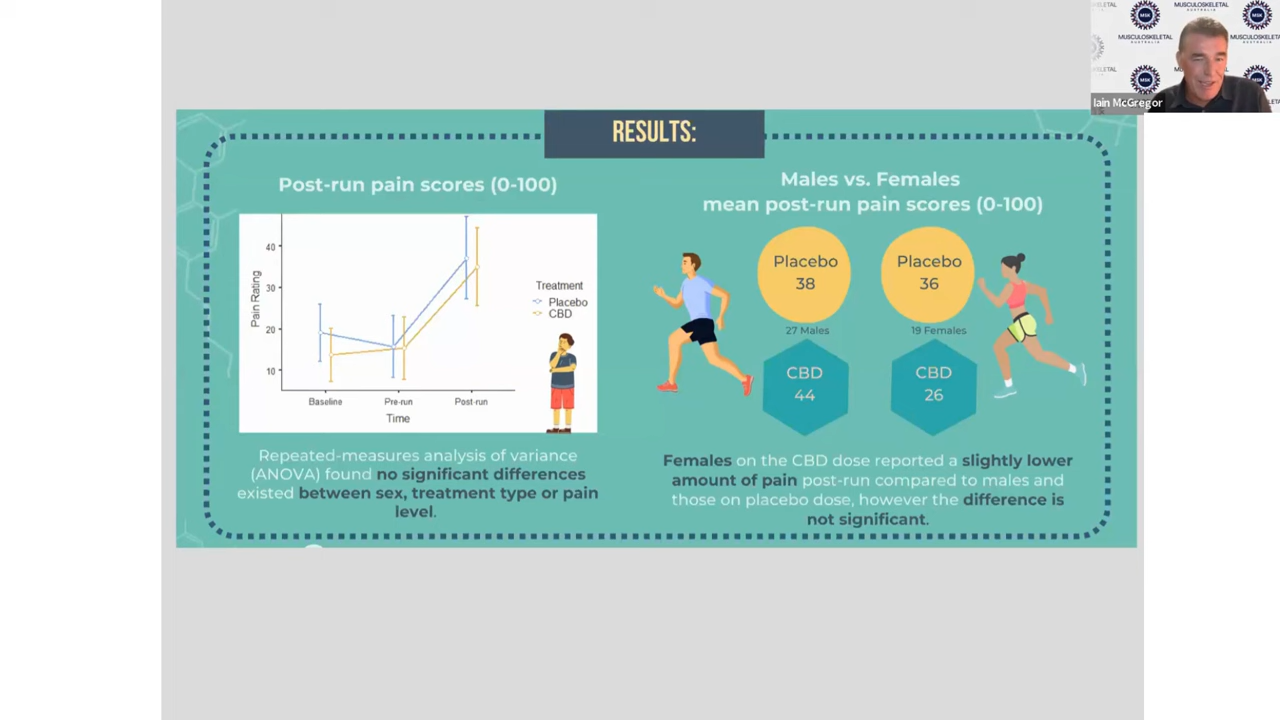 RESULTS:
Post-run pain scores (0-100)
40
30
20
10
Pain Rating
Baseline
Pre-run
Post-run
Time
Treatment
Placebo
CBD
Repeated-measures analysis of variance
(ANOVA) found no significant differences
existed between sex, treatment type or pain
level.
Males vs. Females
mean post-run pain scores (0-100)
Placebo
38
27 Males
CBD
44
Placebo
36
19 Females
CBD
26
Females on the CBD dose reported a slightly lower
amount of pain post-run compared to males and
those on placebo dose, however the difference is
not significant.
Iain McGregor
MUSCULOSKELETAL
AUSTRALIA
MSK